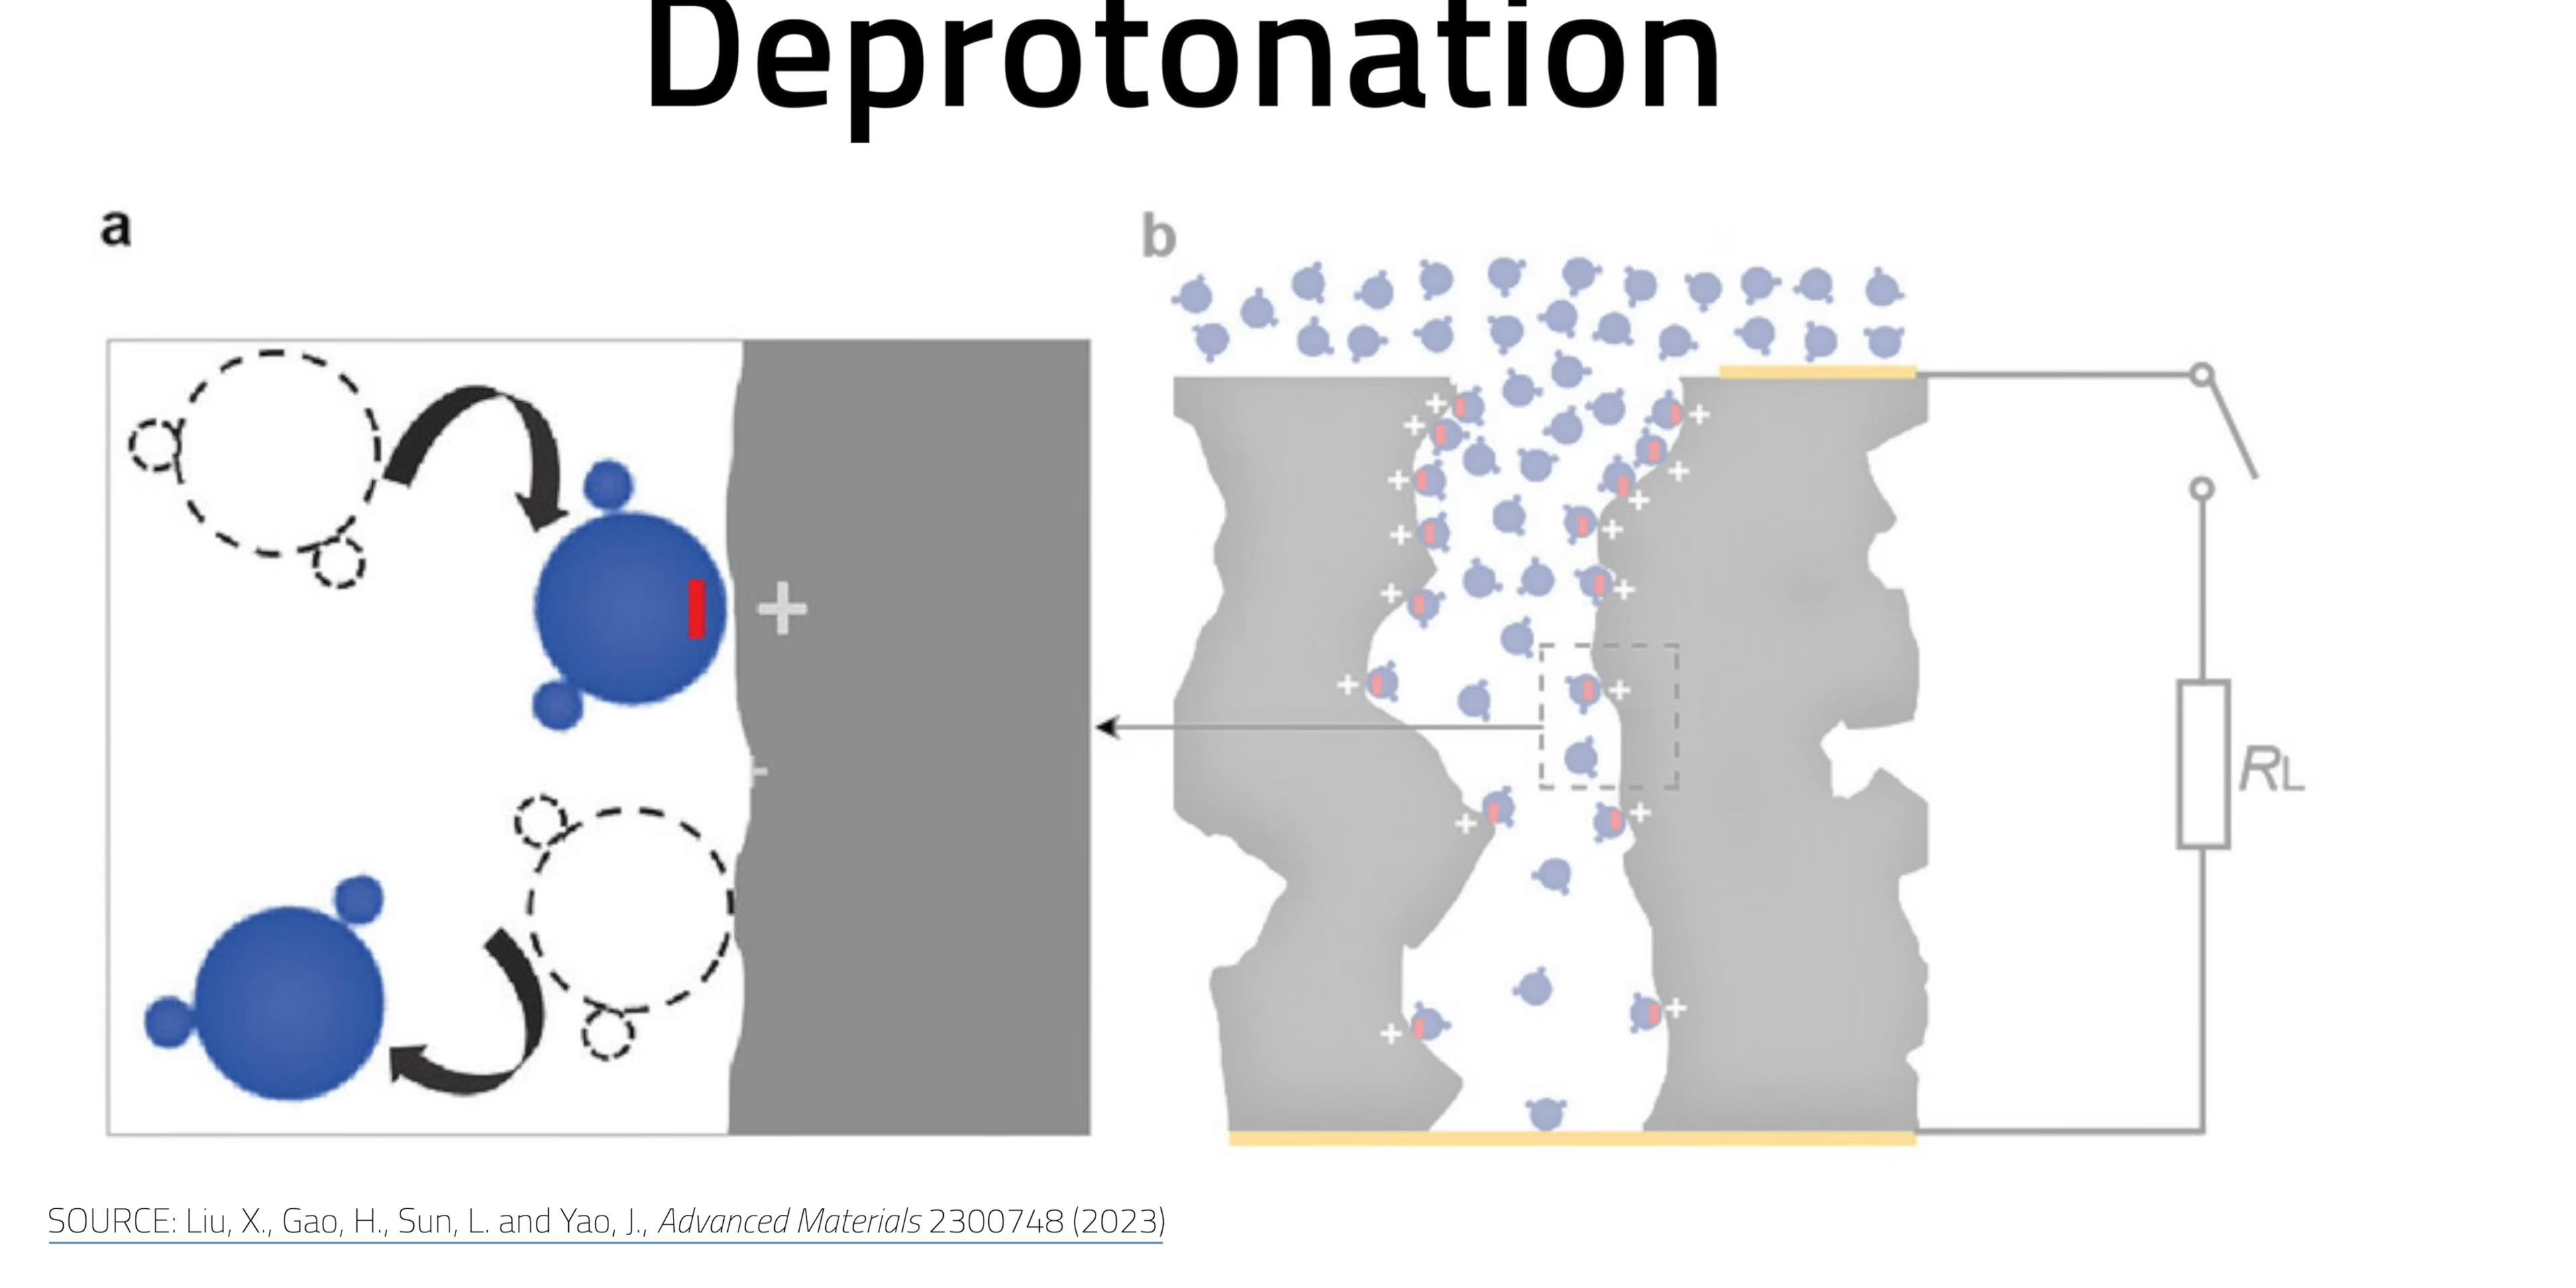 Deprotonation
a
b
RL
SOURCE: Liu, X., Gao, H., Sun, L. and Yao, J., Advanced Materials 2300748 (2023)